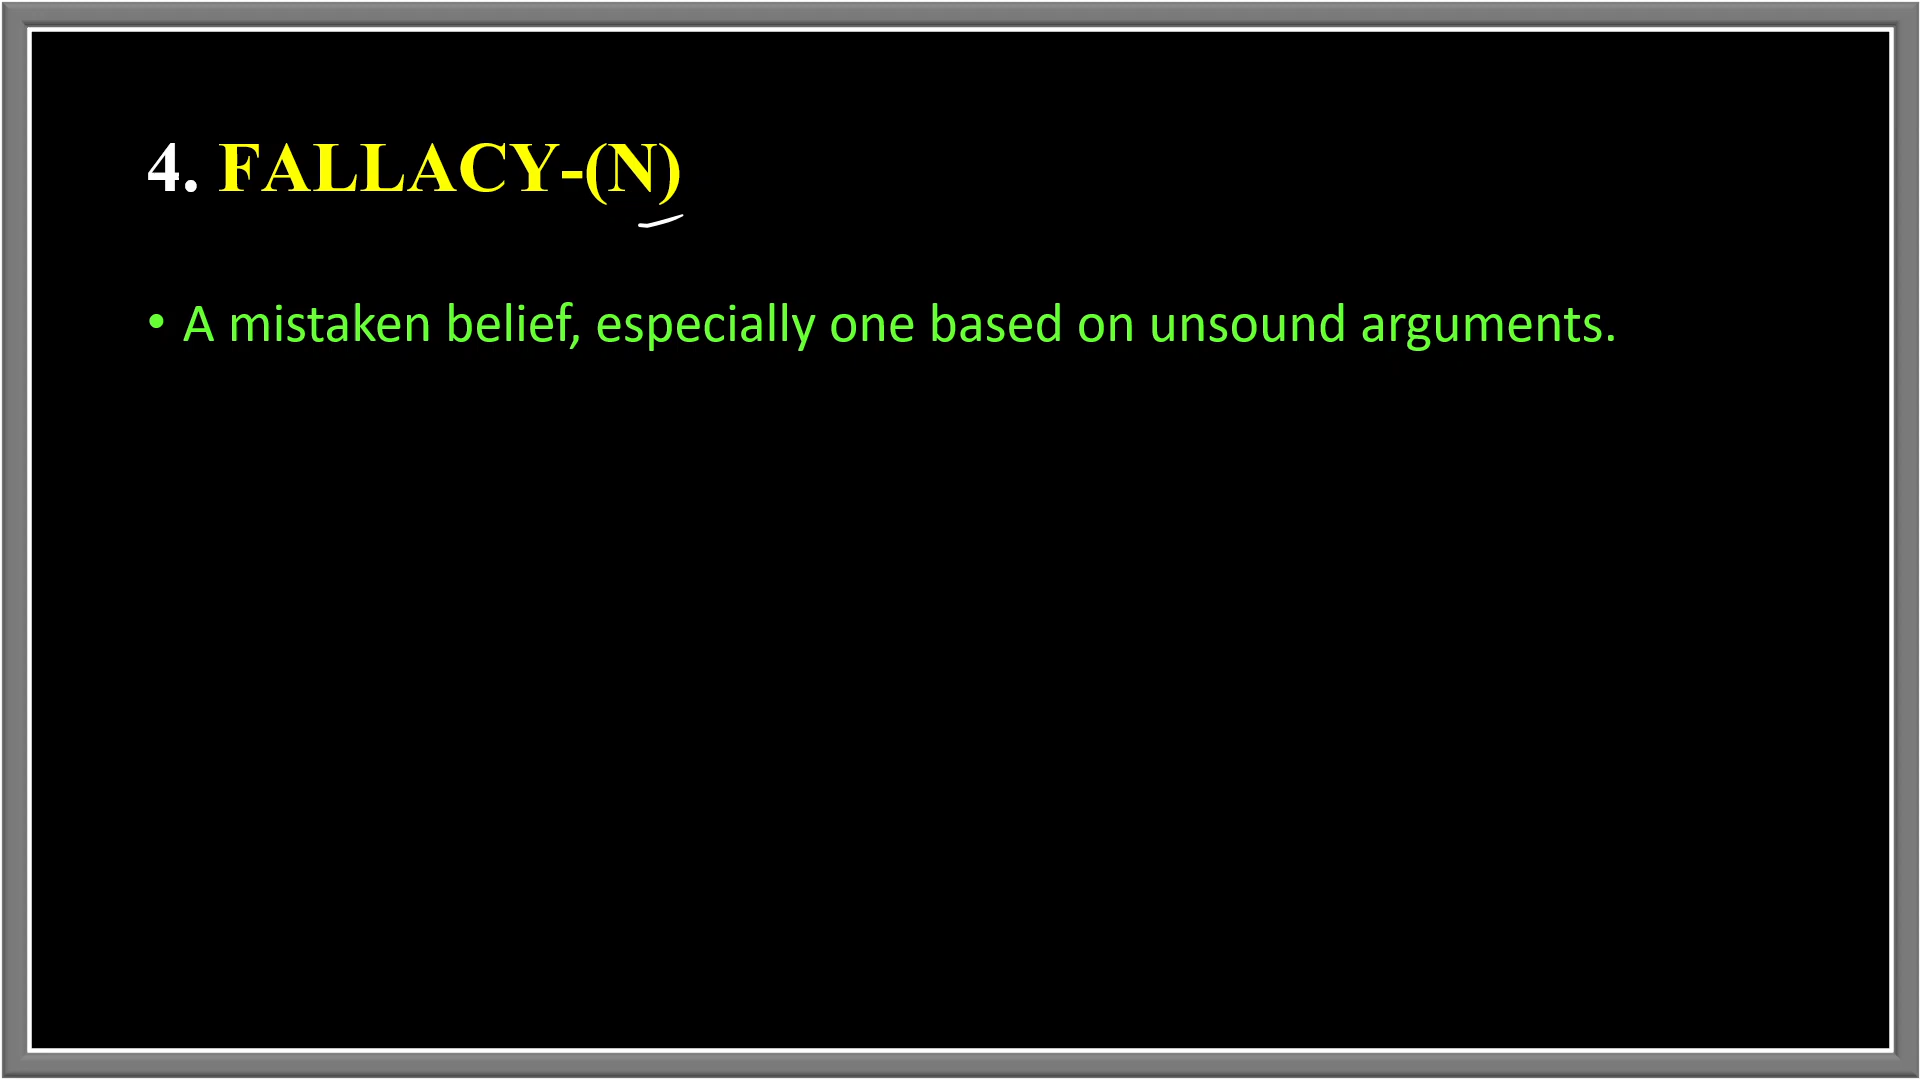 4. FALLACY-(N)
• A mistaken belief, especially one based on unsound arguments.